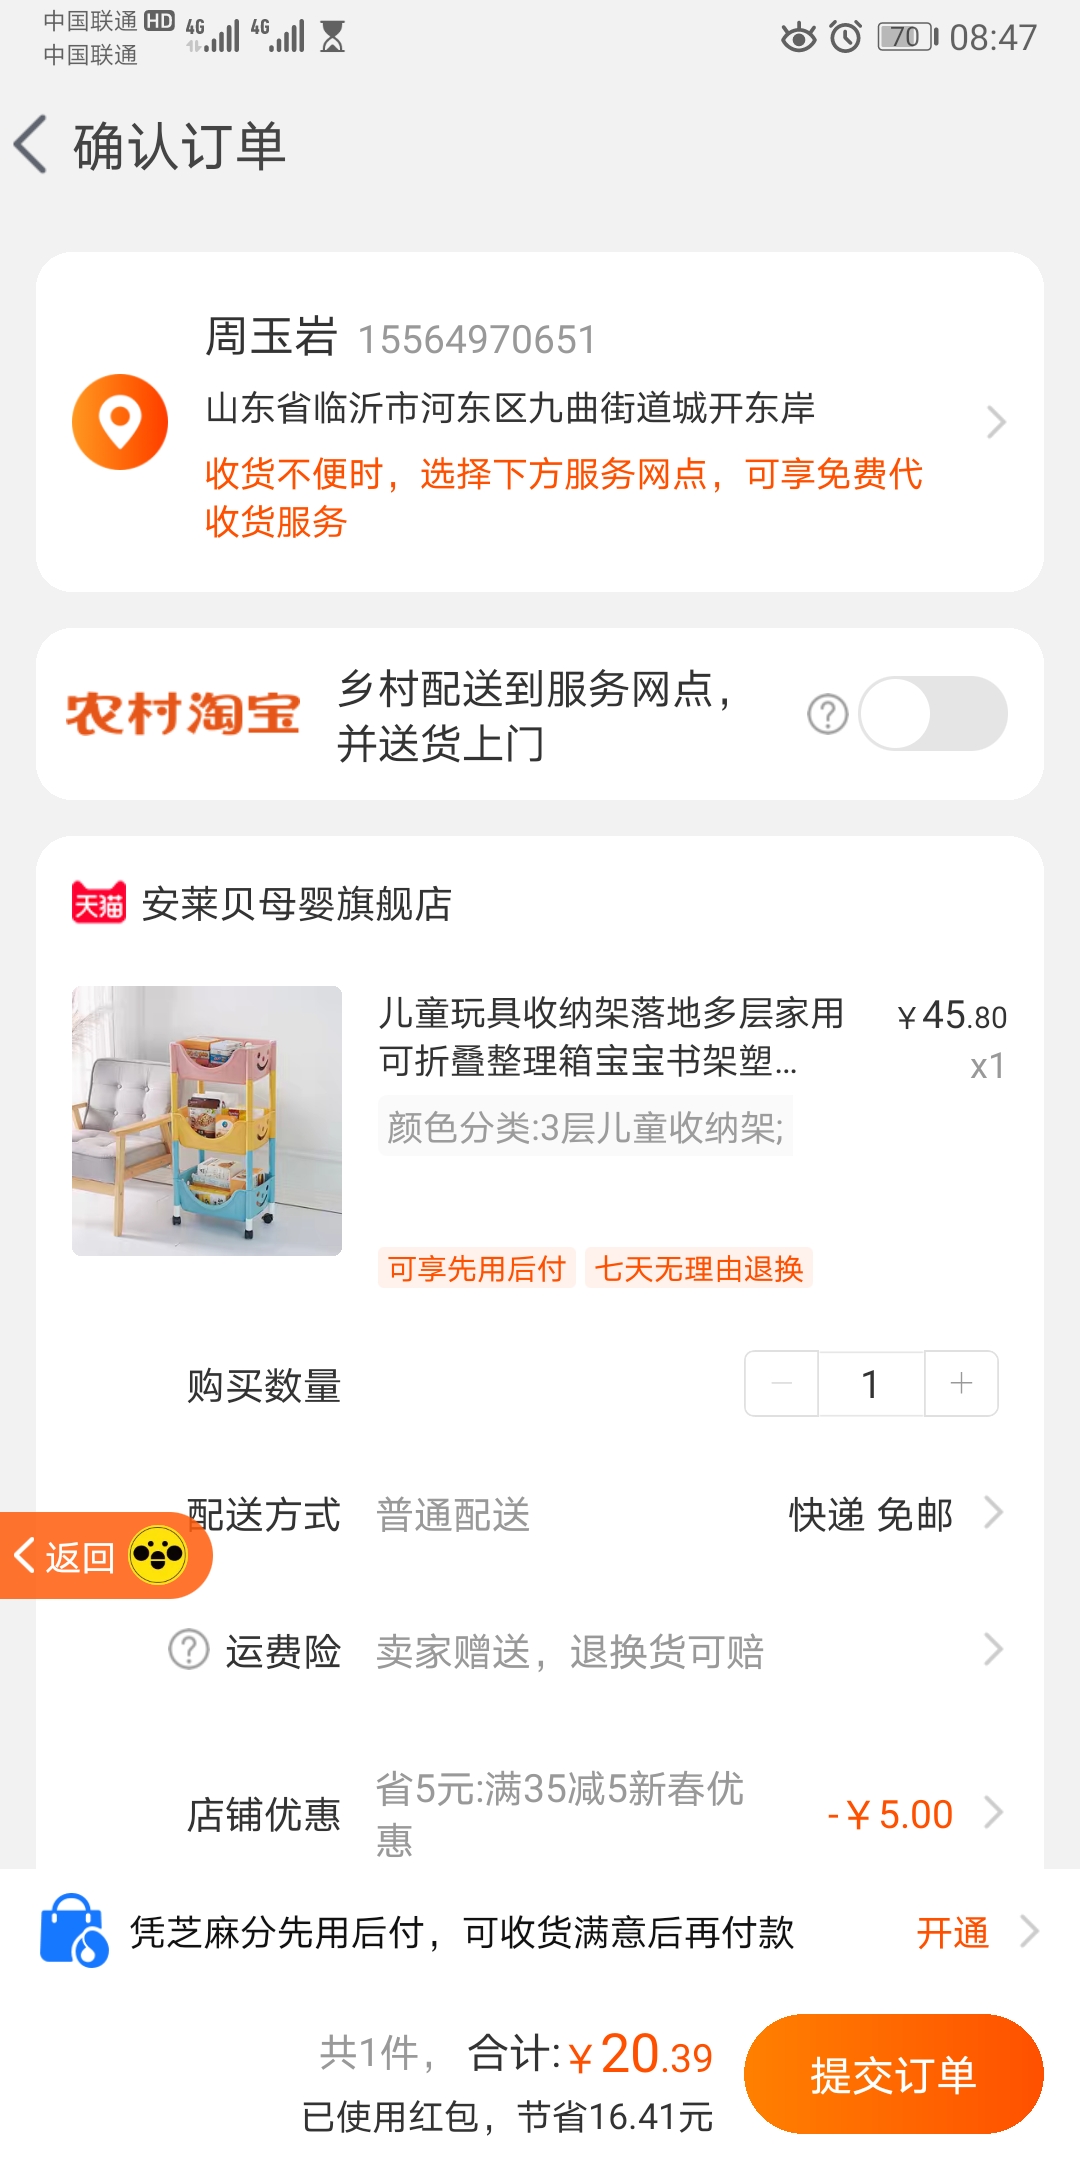 中国联通 HD 4G 4G
中国联通
70 08:47
确认订单
周玉岩 15564970651
山东省临沂市河东区九曲街道城开东岸
收货不便时，选择下方服务网点，可享免费代
收货服务
农村淘宝
乡村配送到服务网点，
并送货上门
天猫 安莱贝母婴旗舰店
儿童玩具收纳架落地多层家用 ￥45.80
可折叠整理箱宝宝书架塑... x1
颜色分类:3层儿童收纳架;
可享先用后付 七天无理由退换
购买数量 1
配送方式 普通配送 快递 免邮
返回
运费险 卖家赠送，退换货可赔
店铺优惠 省5元:满35减5新春优
惠
-￥5.00
凭芝麻分先用后付，可收货满意后再付款 开通
共1件， 合计:￥20.39
已使用红包，节省16.41元
提交订单